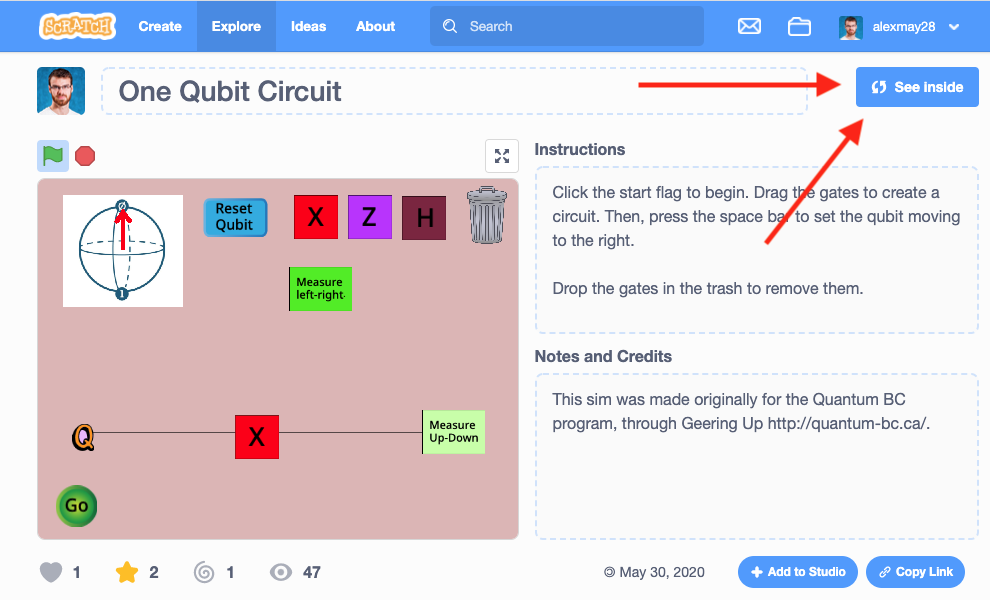 SCRATCH Create Explore Ideas About Search alexmay28
One Qubit Circuit
See inside
Instructions
Click the start flag to begin. Drag the gates to create a
circuit. Then, press the space bar to set the qubit moving
to the right.
Drop the gates in the trash to remove them.
0
1
Reset
Qubit
X Z H
Measure
left-right
Q
X
Measure
Up-Down
Go
Notes and Credits
This sim was made originally for the Quantum BC
program, through Geering Up http://quantum-bc.ca/.
1 2 1 47
© May 30, 2020
Add to Studio
Copy Link